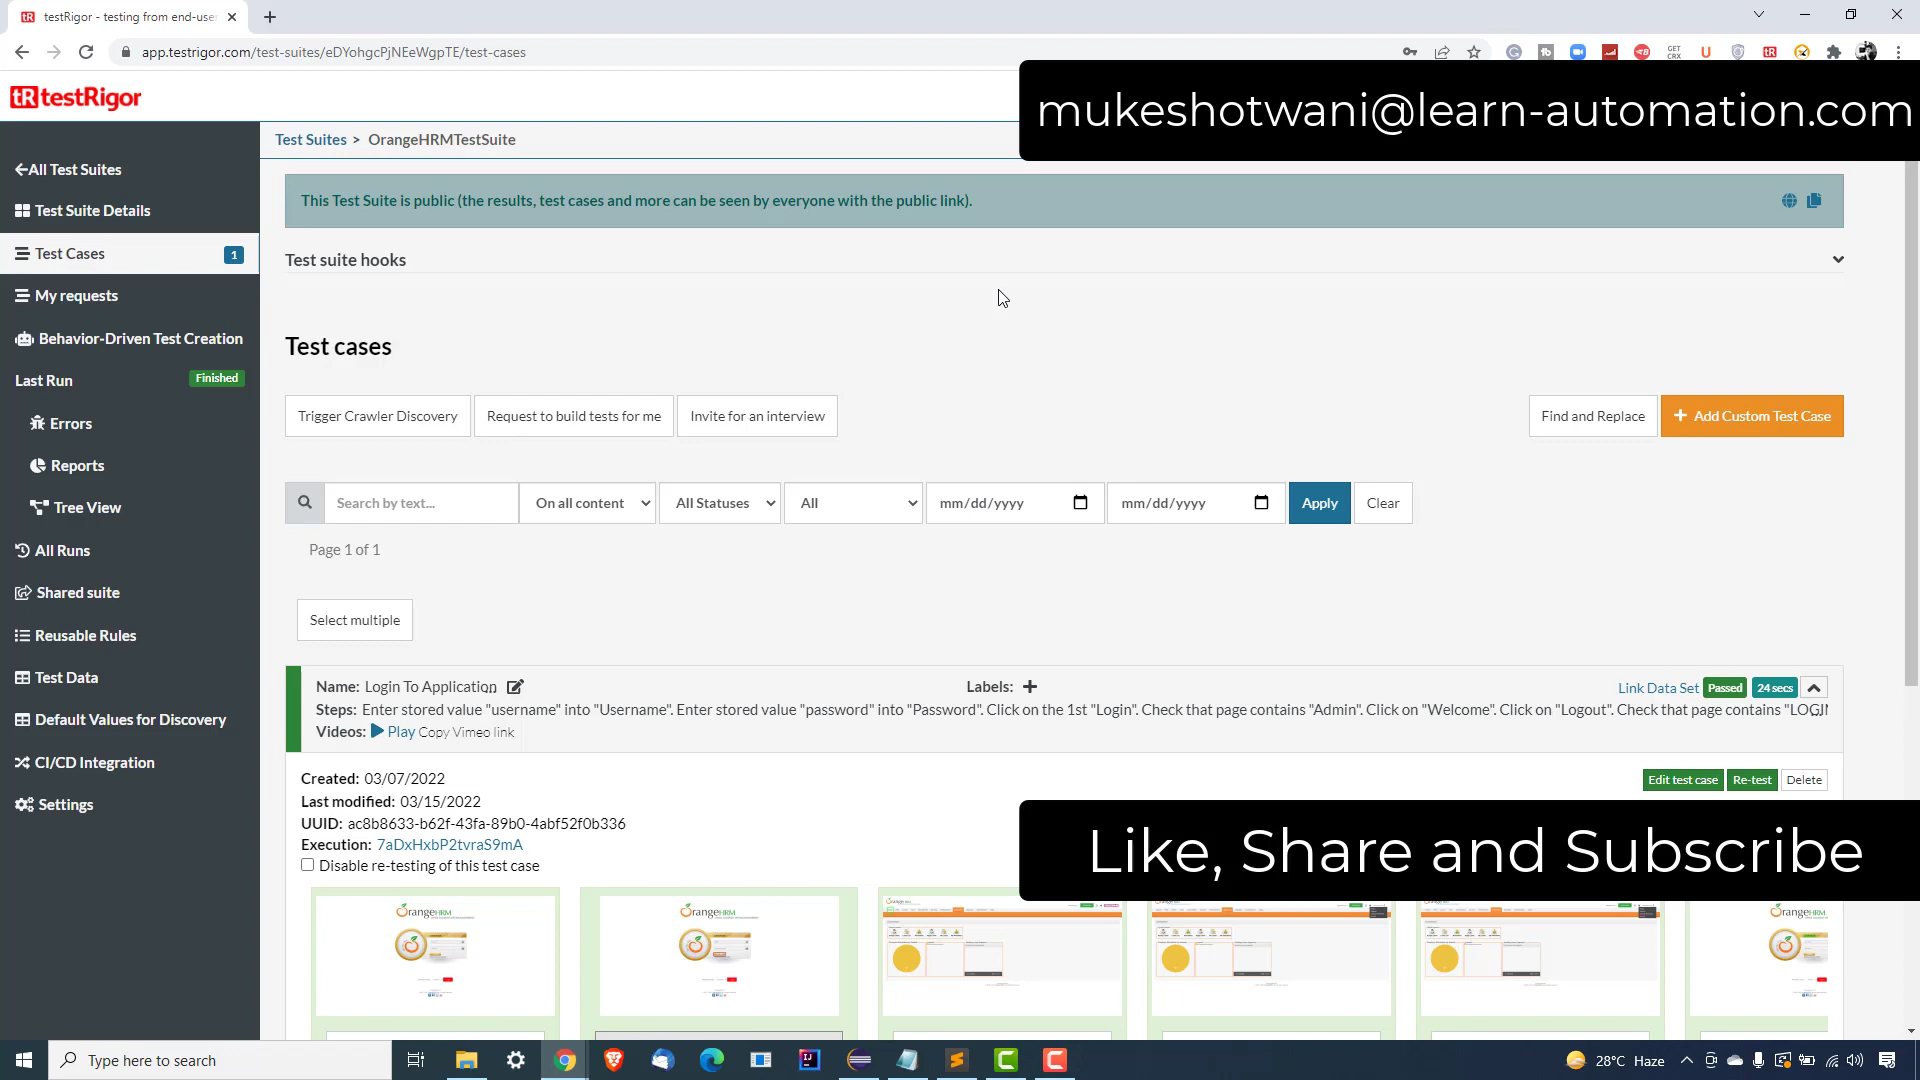 testRigor - testing from end-user
app.testrigor.com/test-suites/eDYohgcPjNEeWgpTE/test-cases
GET
CRX
tR testRigor
mukeshotwani@learn-automation.com
Test Suites > OrangeHRMTestSuite
All Test Suites
Test Suite Details
Test Cases 1
My requests
Behavior-Driven Test Creation
Last Run Finished
Errors
Reports
Tree View
All Runs
Shared suite
Reusable Rules
Test Data
Default Values for Discovery
CI/CD Integration
Settings
This Test Suite is public (the results, test cases and more can be seen by everyone with the public link).
Test suite hooks
Test cases
Trigger Crawler Discovery Request to build tests for me Invite for an interview Find and Replace + Add Custom Test Case
Search by text... On all content All Statuses All mm/dd/yyyy mm/dd/yyyy Apply Clear
Page 1 of 1
Select multiple
Name: Login To Application Labels: + Link Data Set Passed 24 secs
Steps: Enter stored value "username" into "Username". Enter stored value "password" into "Password". Click on the 1st "Login". Check that page contains "Admin". Click on "Welcome". Click on "Logout". Check that page contains "LOGIN
Videos: Play Copy Vimeo link
Created: 03/07/2022 Edit test case Re-test Delete
Last modified: 03/15/2022
UUID: ac8b8633-b62f-43fa-89b0-4abf52f0b336
Execution: 7aDxHxbP2tvraS9mA
Disable re-testing of this test case
Like, Share and Subscribe
OrangeHRM OrangeHRM OrangeHRM
Type here to search 28°C Haze